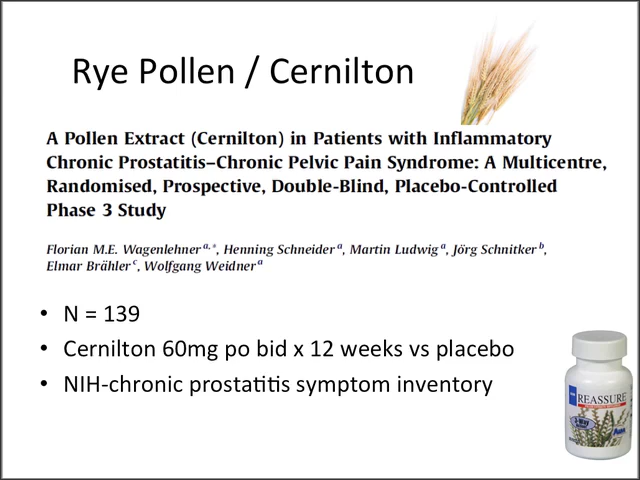 Rye Pollen / Cernilton
A Pollen Extract (Cernilton) in Patients with Inflammatory
Chronic Prostatitis–Chronic Pelvic Pain Syndrome: A Multicentre,
Randomised, Prospective, Double-Blind, Placebo-Controlled
Phase 3 Study
Florian M.E. Wagenlehner a,*, Henning Schneider a, Martin Ludwig a, Jörg Schnitker b,
Elmar Brähler c, Wolfgang Weidner a
• N = 139
• Cernilton 60mg po bid x 12 weeks vs placebo
• NIH-chronic prostatitis symptom inventory
REASSURE